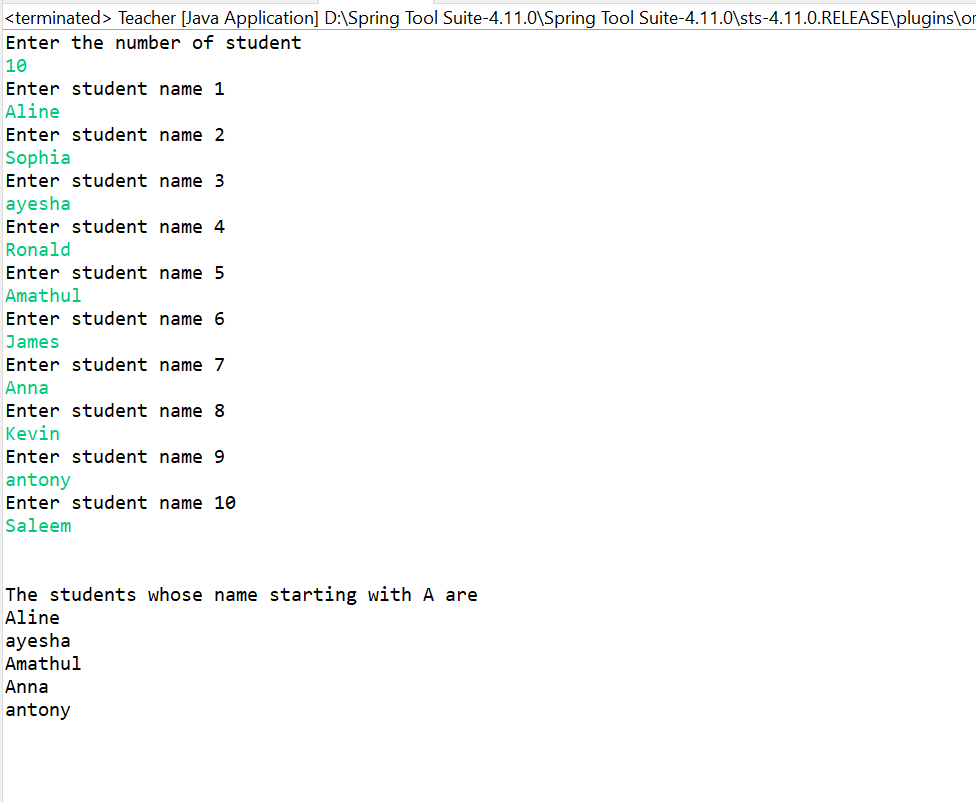 <terminated> Teacher [Java Application] D:\Spring Tool Suite-4.11.0\Spring Tool Suite-4.11.0\sts-4.11.0.RELEASE\plugins\or
Enter the number of student
10
Enter student name 1
Aline
Enter student name 2
Sophia
Enter student name 3
ayesha
Enter student name 4
Ronald
Enter student name 5
Amathul
Enter student name 6
James
Enter student name 7
Anna
Enter student name 8
Kevin
Enter student name 9
antony
Enter student name 10
Saleem
The students whose name starting with A are
Aline
ayesha
Amathul
Anna
antony